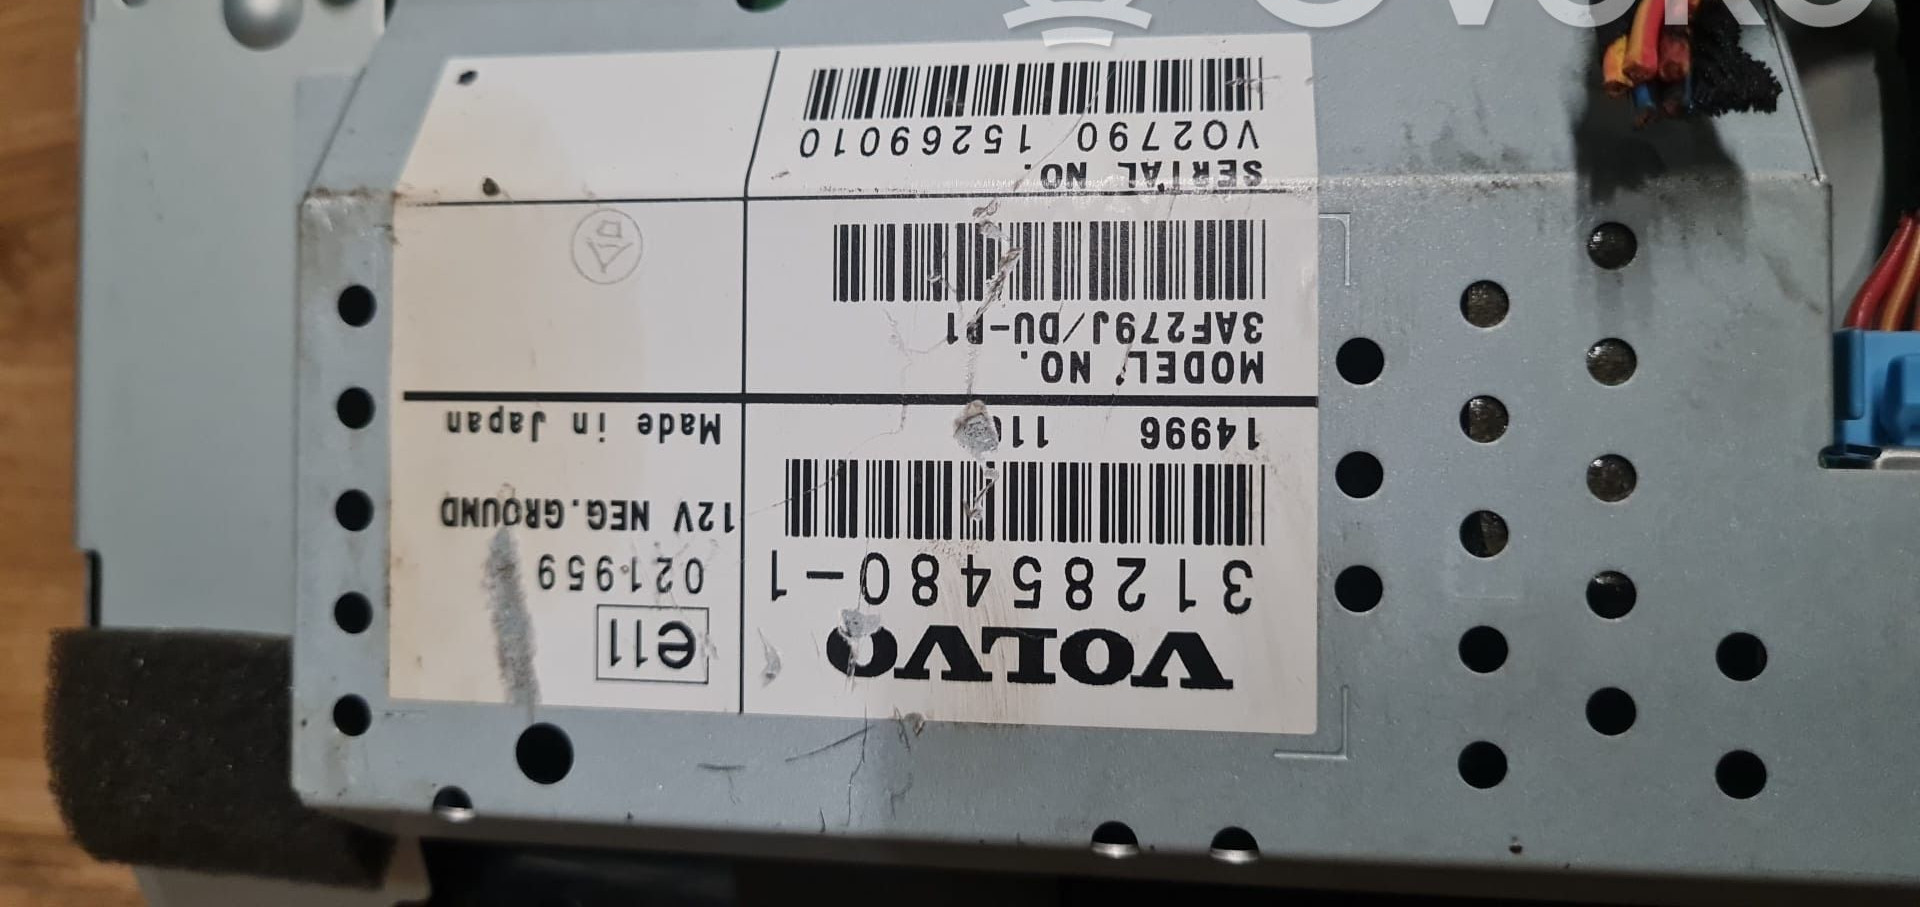 VOLVO
31285480-1
14996
e11
021959
12V NEG.GROUND
Made in Japan
MODEL NO.
3AF279J/DU-P1
SERIAL NO.
VO2790 15269010